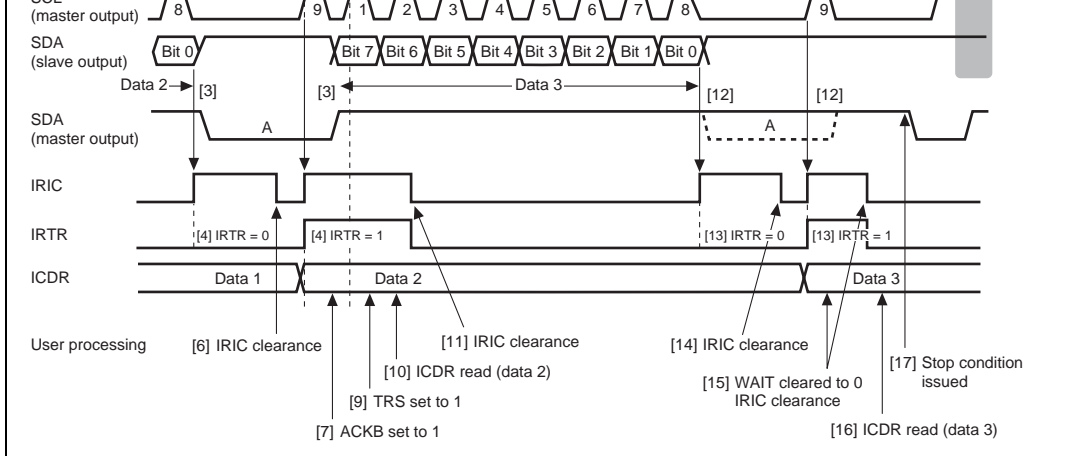 (master output)
8 9 1 2 3 4 5 6 7 8 9
SDA
(slave output)
Bit 0 Bit 7 Bit 6 Bit 5 Bit 4 Bit 3 Bit 2 Bit 1 Bit 0
Data 2 [3] [3] Data 3 [12] [12]
SDA
(master output)
A A
IRIC
IRTR
[4] IRTR = 0 [4] IRTR = 1 [13] IRTR = 0 [13] IRTR = 1
ICDR
Data 1 Data 2 Data 3
User processing
[6] IRIC clearance
[11] IRIC clearance
[14] IRIC clearance
[17] Stop condition
issued
[10] ICDR read (data 2)
[15] WAIT cleared to 0
IRIC clearance
[9] TRS set to 1
[7] ACKB set to 1
[16] ICDR read (data 3)